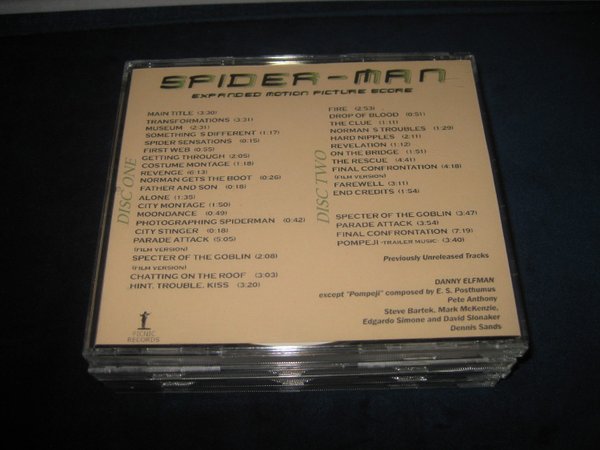 SPIDER-MAN
EXPANDED MOTION PICTURE SCORE
DISC ONE
MAIN TITLE (3:30)
TRANSFORMATIONS (3:31)
MUSEUM (2:31)
SOMETHING'S DIFFERENT (1:17)
SPIDER SENSATIONS (0:15)
FIRST WEB (0:55)
GETTING THROUGH (2:05)
COSTUME MONTAGE (1:18)
REVENGE (6:13)
NORMAN GETS THE BOOT (0:26)
FATHER AND SON (0:18)
ALONE (1:35)
CITY MONTAGE (1:50)
MOONDANCE (0:49)
PHOTOGRAPHING SPIDERMAN (0:42)
CITY STINGER (0:18)
PARADE ATTACK (5:05)
(FILM VERSION)
SPECTER OF THE GOBLIN (2:08)
(FILM VERSION)
CHATTING ON THE ROOF (3:03)
HINT. TROUBLE. KISS (3:20)
DISC TWO
FIRE (2:53)
DROP OF BLOOD (0:51)
THE CLUE (1:11)
NORMAN'S TROUBLES (1:29)
HARD NIPPLES (2:11)
REVELATION (1:12)
ON THE BRIDGE (1:51)
THE RESCUE (4:41)
FINAL CONFRONTATION (4:18)
(FILM VERSION)
FAREWELL (3:11)
END CREDITS (1:54)
SPECTER OF THE GOBLIN (3:47)
PARADE ATTACK (3:54)
FINAL CONFRONTATION (7:19)
POMPEJI -TRAILER MUSIC- (3:40)
Previously Unreleased Tracks
DANNY ELFMAN
except "Pompeji" composed by E. S. Posthumus
Pete Anthony
Steve Bartek, Mark McKenzie,
Edgardo Simone and David Slonaker
Dennis Sands
PICNIC
RECORDS